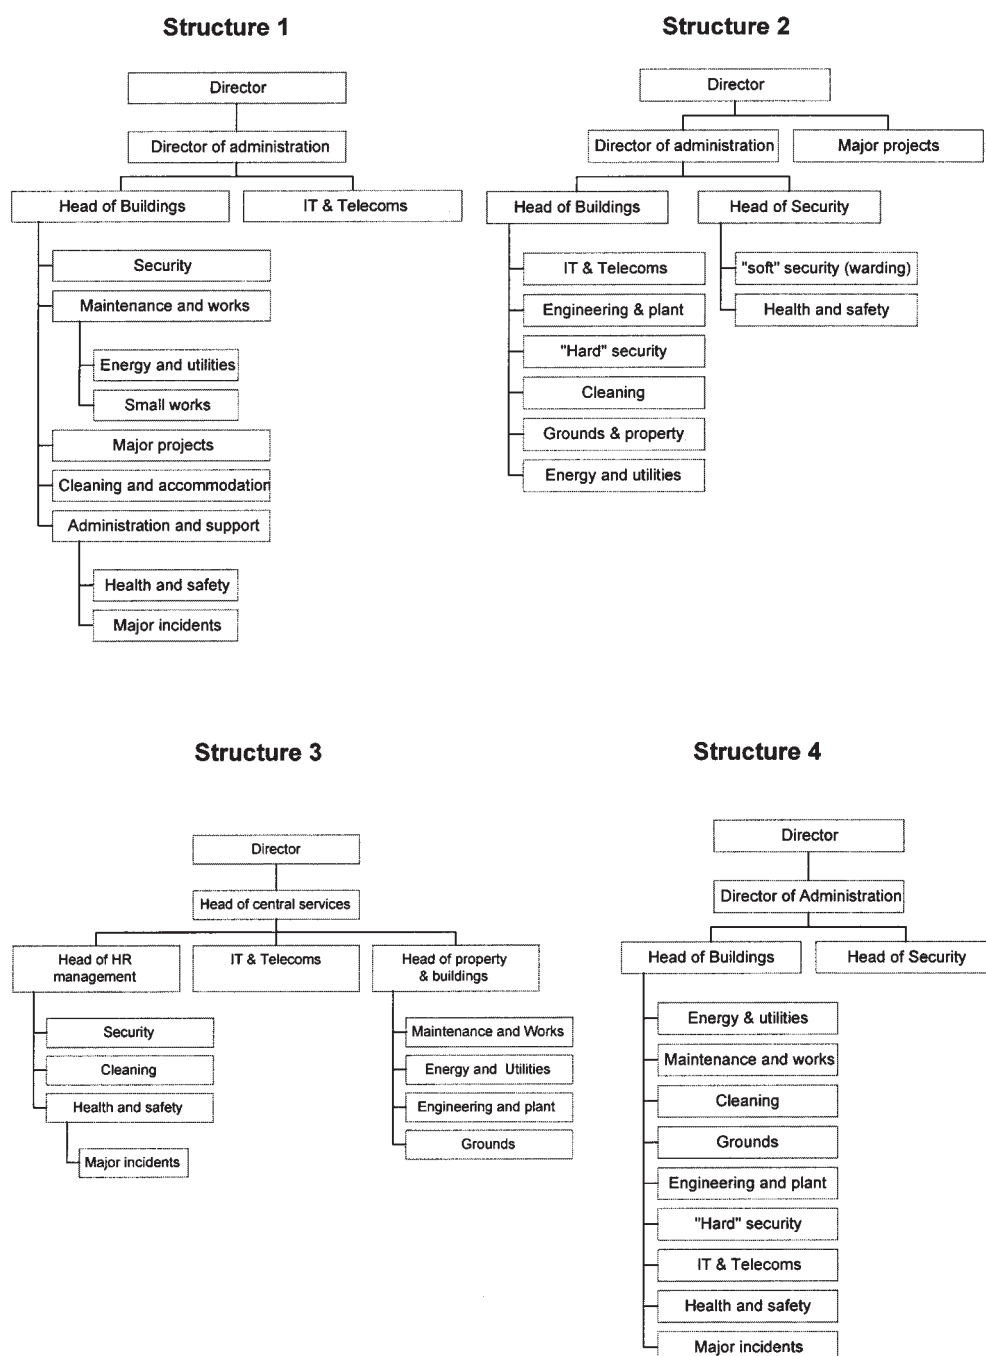 Structure 1
Director
Director of administration
Head of Buildings
IT & Telecoms
Security
Maintenance and works
Energy and utilities
Small works
Major projects
Cleaning and accommodation
Administration and support
Health and safety
Major incidents
Structure 2
Director
Director of administration
Major projects
Head of Buildings
Head of Security
IT & Telecoms
Engineering & plant
"Hard" security
Cleaning
Grounds & property
Energy and utilities
"soft" security (warding)
Health and safety
Structure 3
Director
Head of central services
Head of HR
management
IT & Telecoms
Head of property
& buildings
Security
Cleaning
Health and safety
Major incidents
Maintenance and Works
Energy and Utilities
Engineering and plant
Grounds
Structure 4
Director
Director of Administration
Head of Buildings
Head of Security
Energy & utilities
Maintenance and works
Cleaning
Grounds
Engineering and plant
"Hard" security
IT & Telecoms
Health and safety
Major incidents